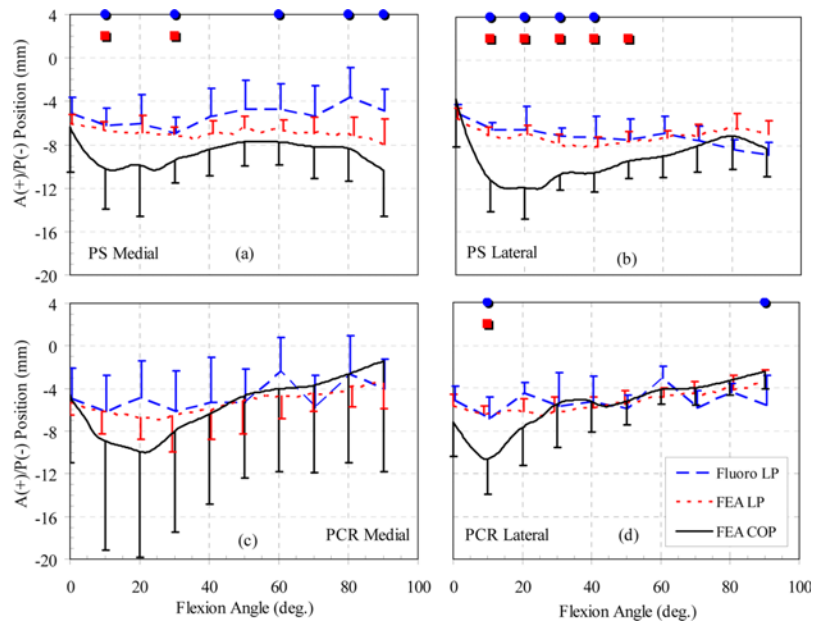 A(+)/P(-) Position (mm)
4
0
-4
-8
-12
-16
-20
PS Medial
(a)
PS Lateral
(b)
A(+)/P(-) Position (mm)
4
0
-4
-8
-12
-16
-20
PCR Medial
(c)
0
20
40
60
80
100
Flexion Angle (deg.)
PCR Lateral
(d)
Fluoro LP
FEA LP
FEA COP
0
20
40
60
80
100
Flexion Angle (deg.)